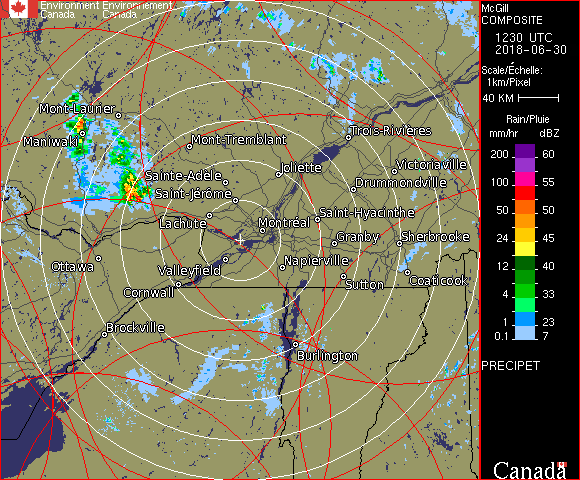 Environment Environnement
Canada Canada
McGill
COMPOSITE
1230 UTC
2018-06-30
Scale/Échelle:
1km/Pixel
40 KM
Rain/Pluie
mm/hr dBZ
200 60
100 55
50 50
24 45
12 40
4 33
1 23
0.1 7
PRECIPET
Canada
Mont-Laurier
Maniwaki
Mont-Tremblant
Trois-Rivières
Joliette
Victoriaville
Sainte-Adèle
Drummondville
Saint-Jérôme
Saint-Hyacinthe
Lachute
Montréal
Granby
Sherbrooke
Ottawa
Valleyfield
Napierville
Cornwall
Sutton
Coaticook
Brockville
Burlington